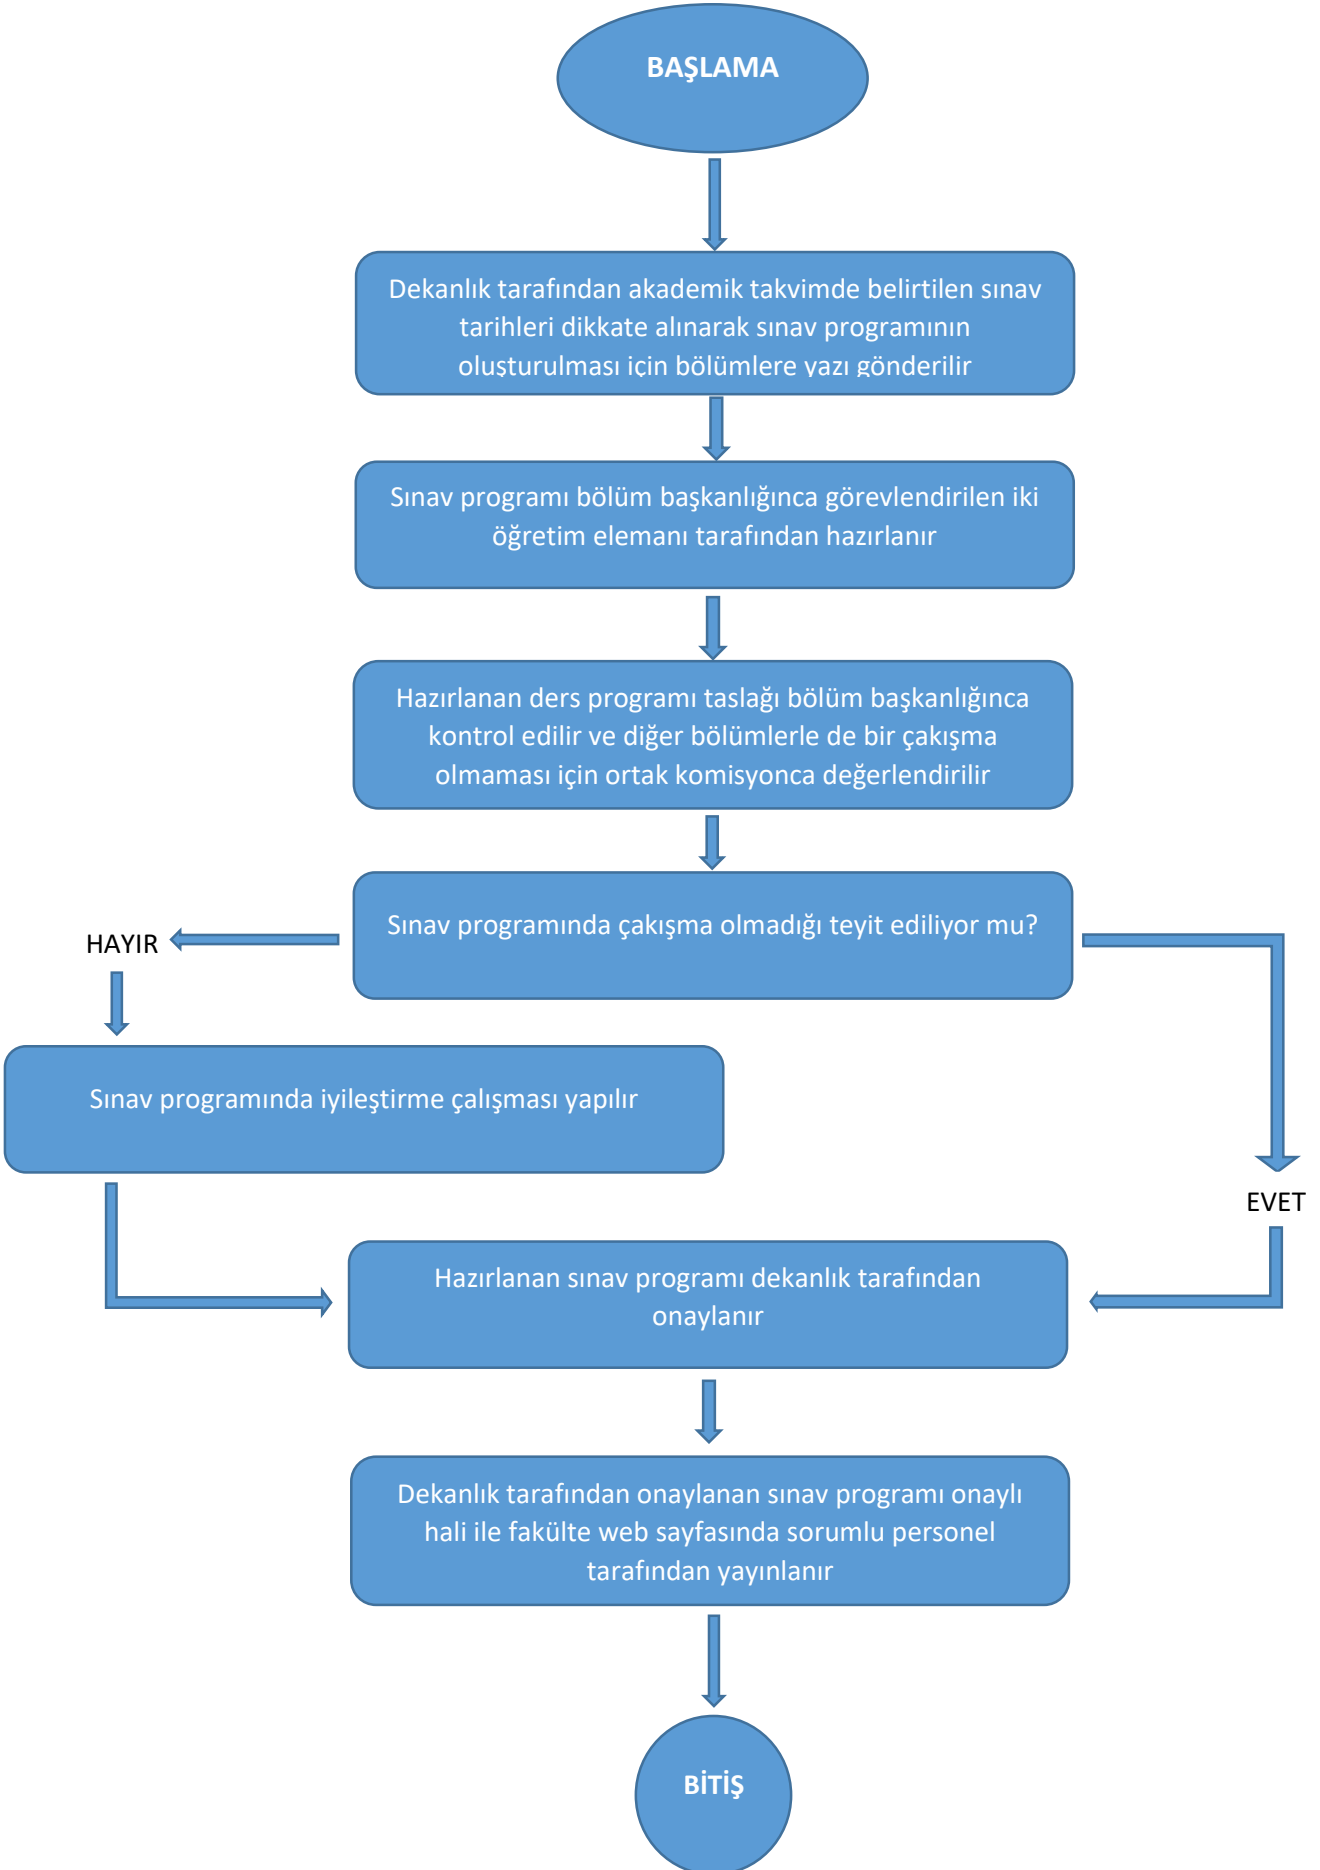 BAŞLAMA
Dekanlık tarafından akademik takvimde belirtilen sınav
tarihleri dikkate alınarak sınav programının
oluşturulması için bölümlere yazı gönderilir
Sınav programı bölüm başkanlığınca görevlendirilen iki
öğretim elemanı tarafından hazırlanır
Hazırlanan ders programı taslağı bölüm başkanlığınca
kontrol edilir ve diğer bölümlerle de bir çakışma
olmaması için ortak komisyonca değerlendirilir
Sınav programında çakışma olmadığı teyit ediliyor mu?
HAYIR
Sınav programında iyileştirme çalışması yapılır
EVET
Hazırlanan sınav programı dekanlık tarafından
onaylanır
Dekanlık tarafından onaylanan sınav programı onaylı
hali ile fakülte web sayfasında sorumlu personel
tarafından yayınlanır
BİTİŞ